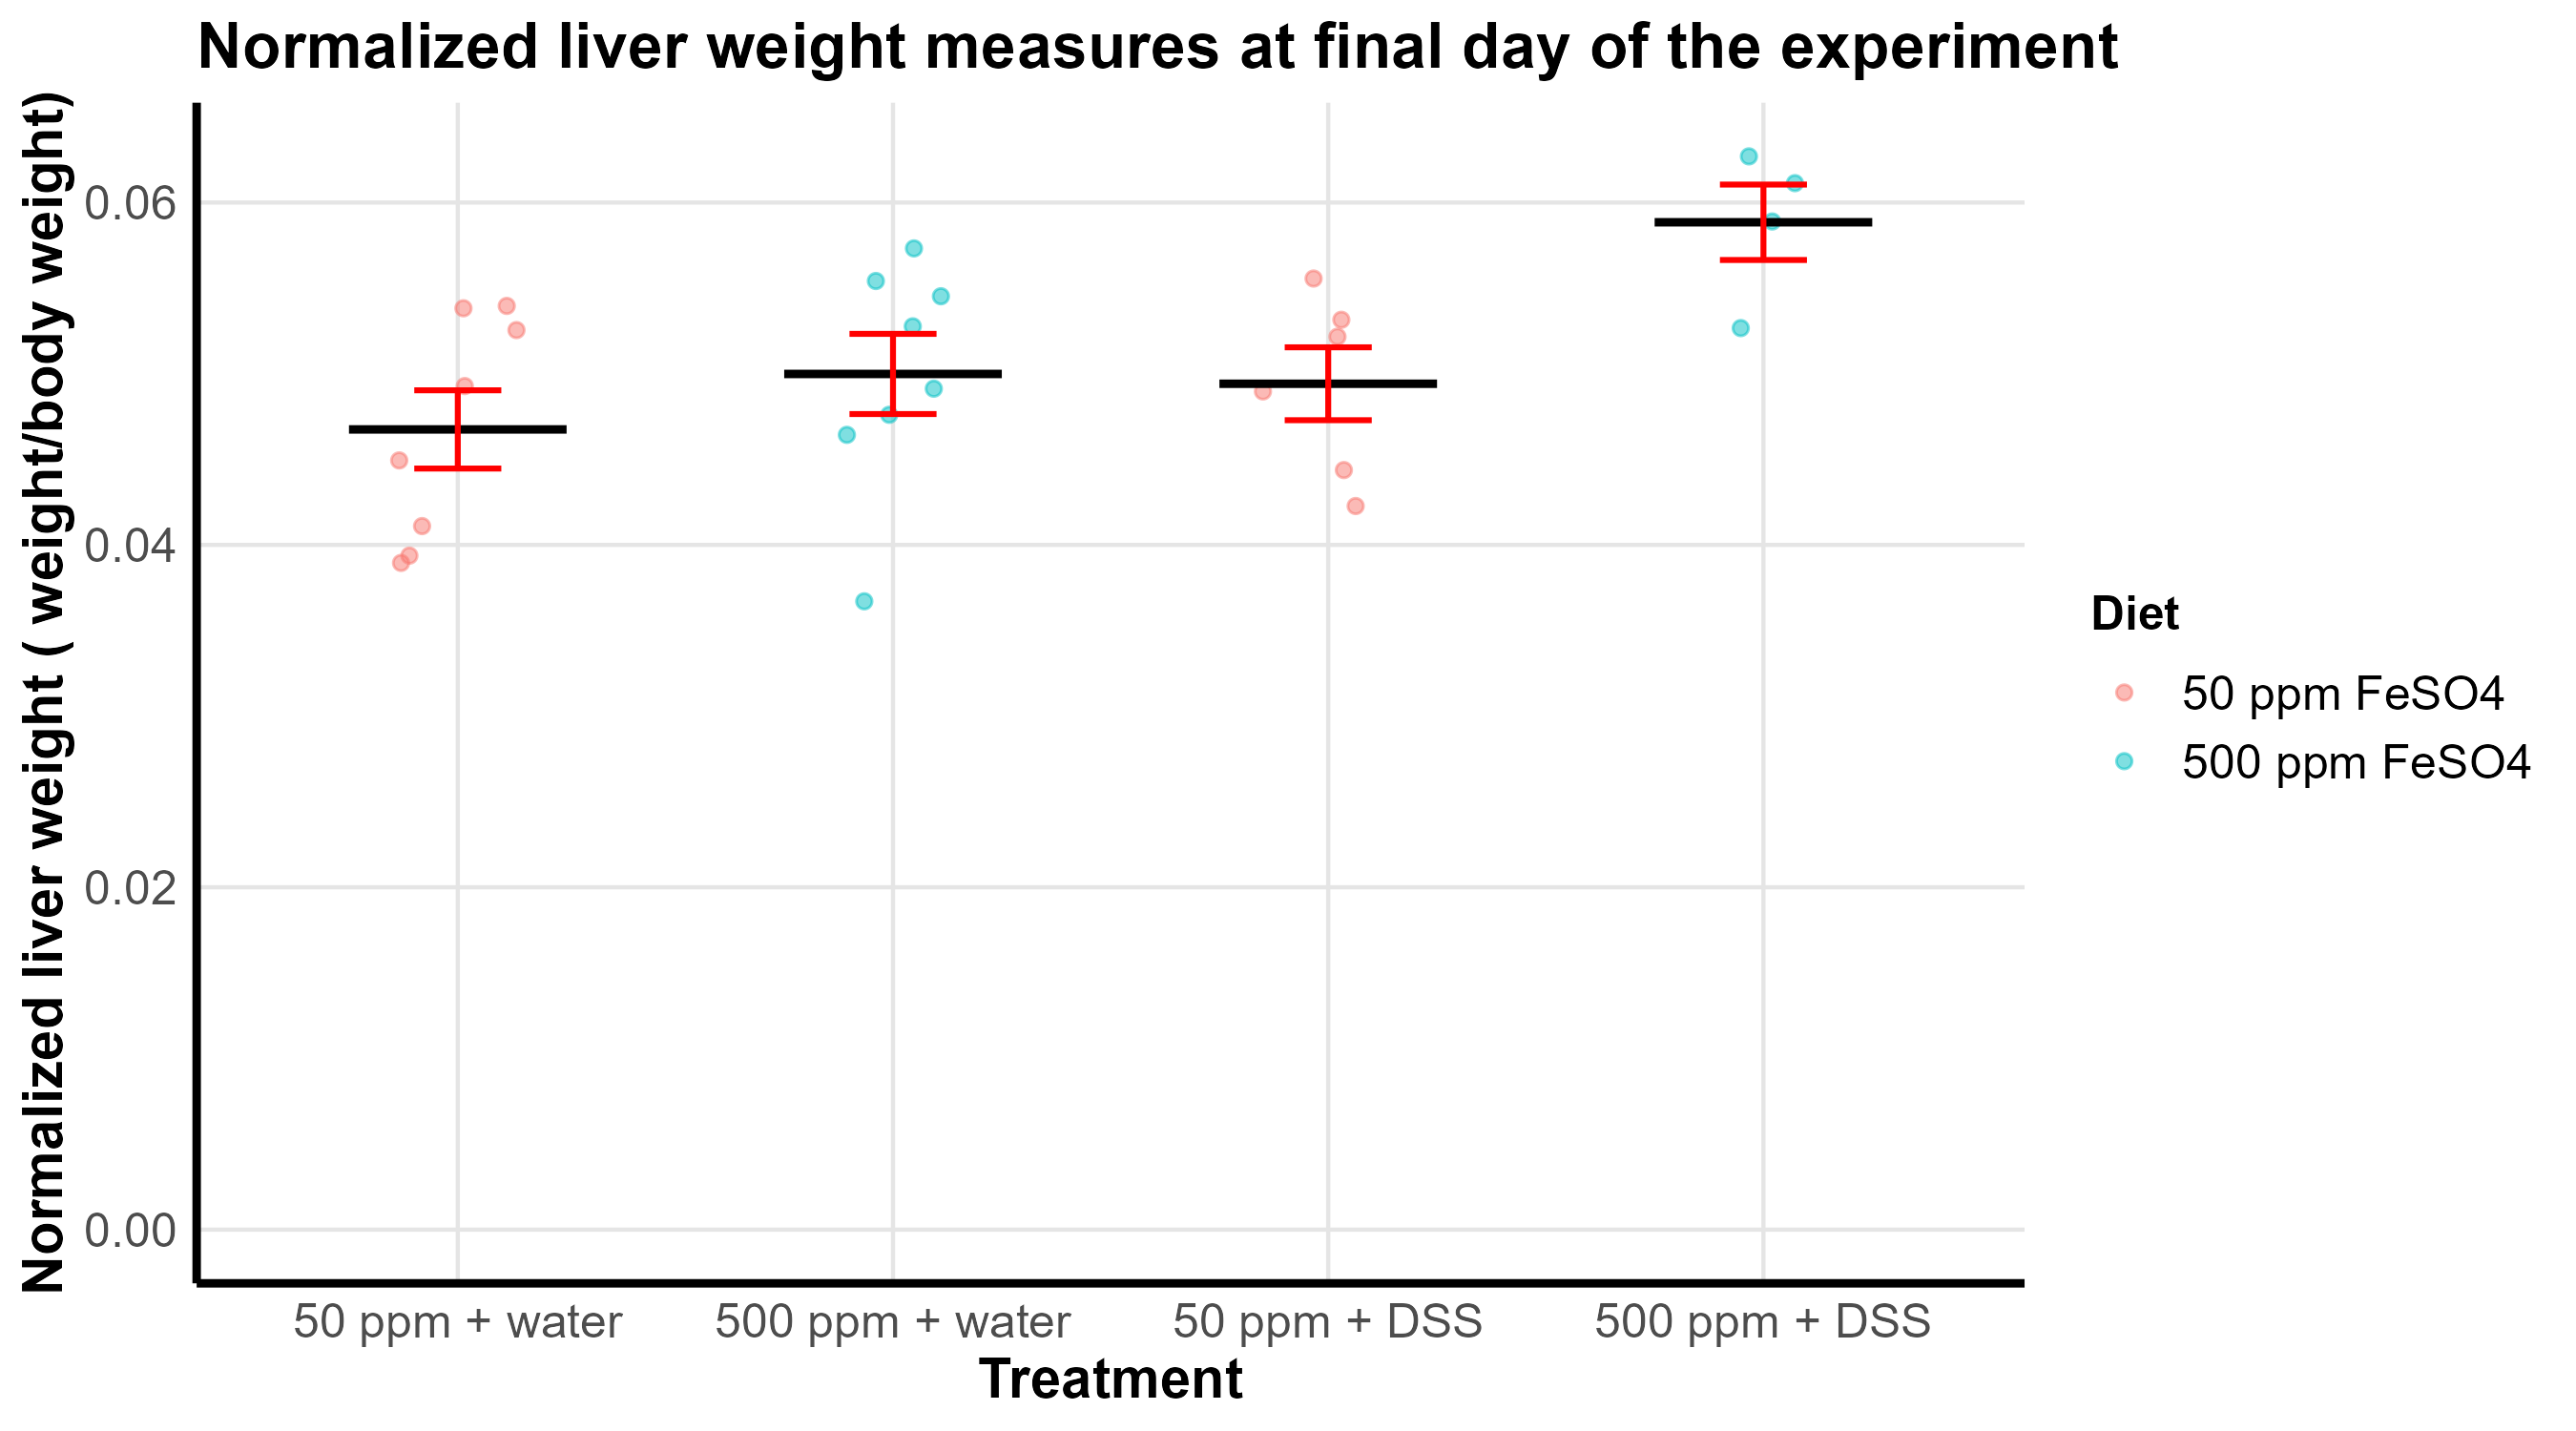 Normalized liver weight measures at final day of the experiment
Normalized liver weight ( weight/body weight)
0.06
0.04
0.02
0.00
50 ppm + water
500 ppm + water
50 ppm + DSS
500 ppm + DSS
Treatment
Diet
50 ppm FeSO4
500 ppm FeSO4